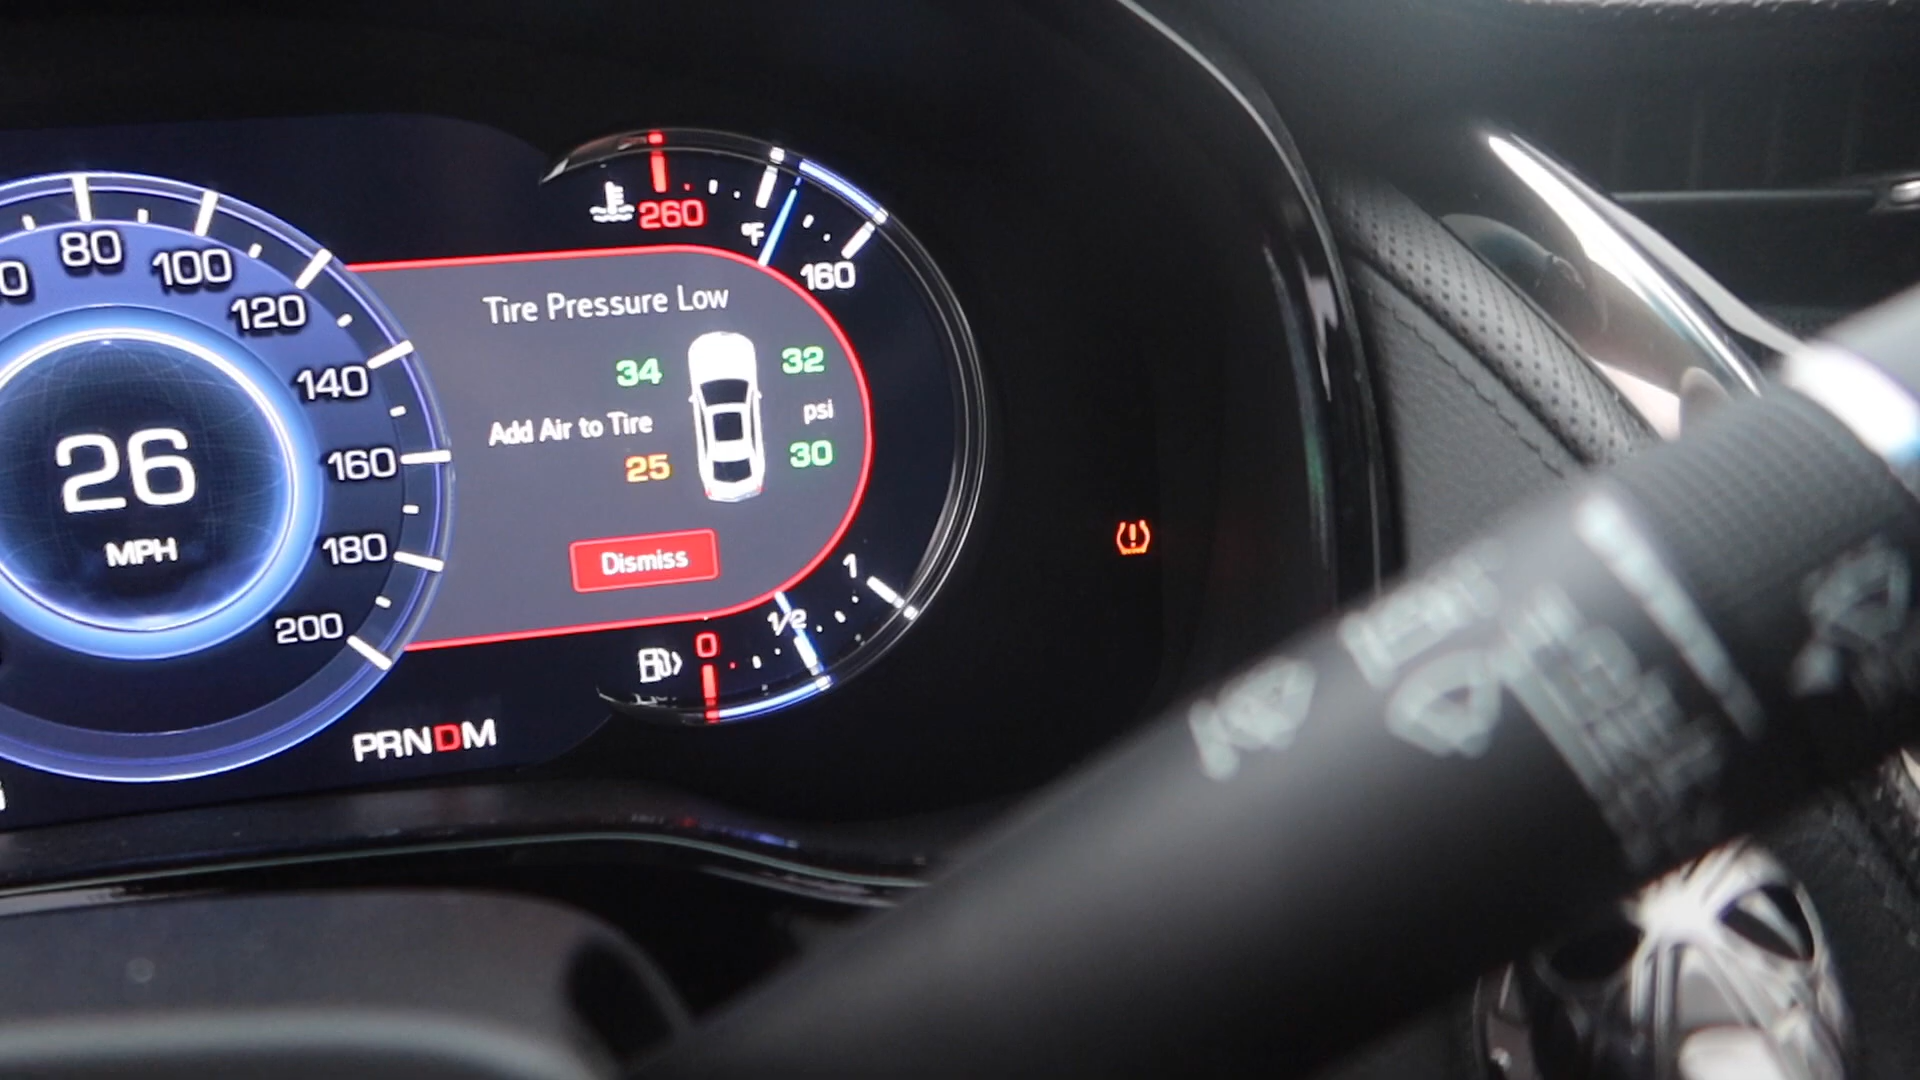 260
°F
160
80
100
120
140
160
180
200
26
MPH
Tire Pressure Low
34
32
Add Air to Tire
psi
25
30
Dismiss
1
1/2
0
PRNDM